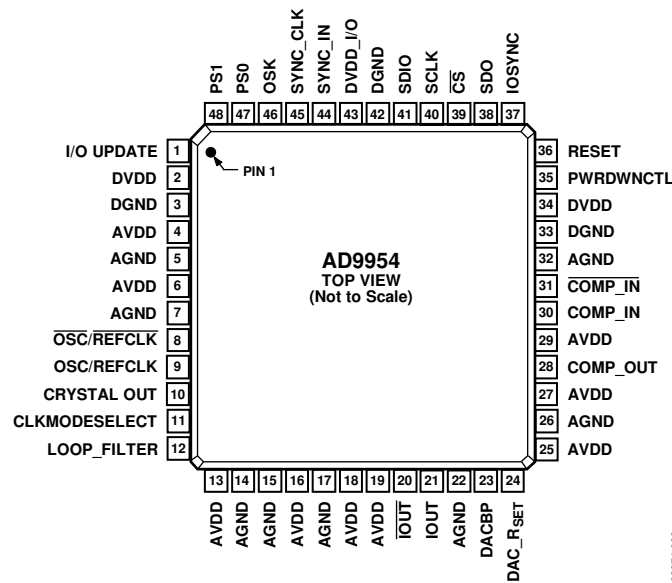 PS1
PS0
OSK
SYNC_CLK
SYNC_IN
DVDD_I/O
DGND
SDIO
SCLK
C̅S̅
SDO
IOSYNC
48 47 46 45 44 43 42 41 40 39 38 37
I/O UPDATE 1
DVDD 2
DGND 3
AVDD 4
AGND 5
AVDD 6
AGND 7
O̅S̅C̅/R̅E̅F̅C̅L̅K̅ 8
OSC/REFCLK 9
CRYSTAL OUT 10
CLKMODESELECT 11
LOOP_FILTER 12
PIN 1
AD9954
TOP VIEW
(Not to Scale)
36 RESET
35 PWRDWNCTL
34 DVDD
33 DGND
32 AGND
31 C̅O̅M̅P̅_̅I̅N̅
30 COMP_IN
29 AVDD
28 COMP_OUT
27 AVDD
26 AGND
25 AVDD
13 14 15 16 17 18 19 20 21 22 23 24
AVDD
AGND
AGND
AVDD
AGND
AVDD
AVDD
I̅O̅U̅T̅
IOUT
AGND
DACBP
DAC_RSET